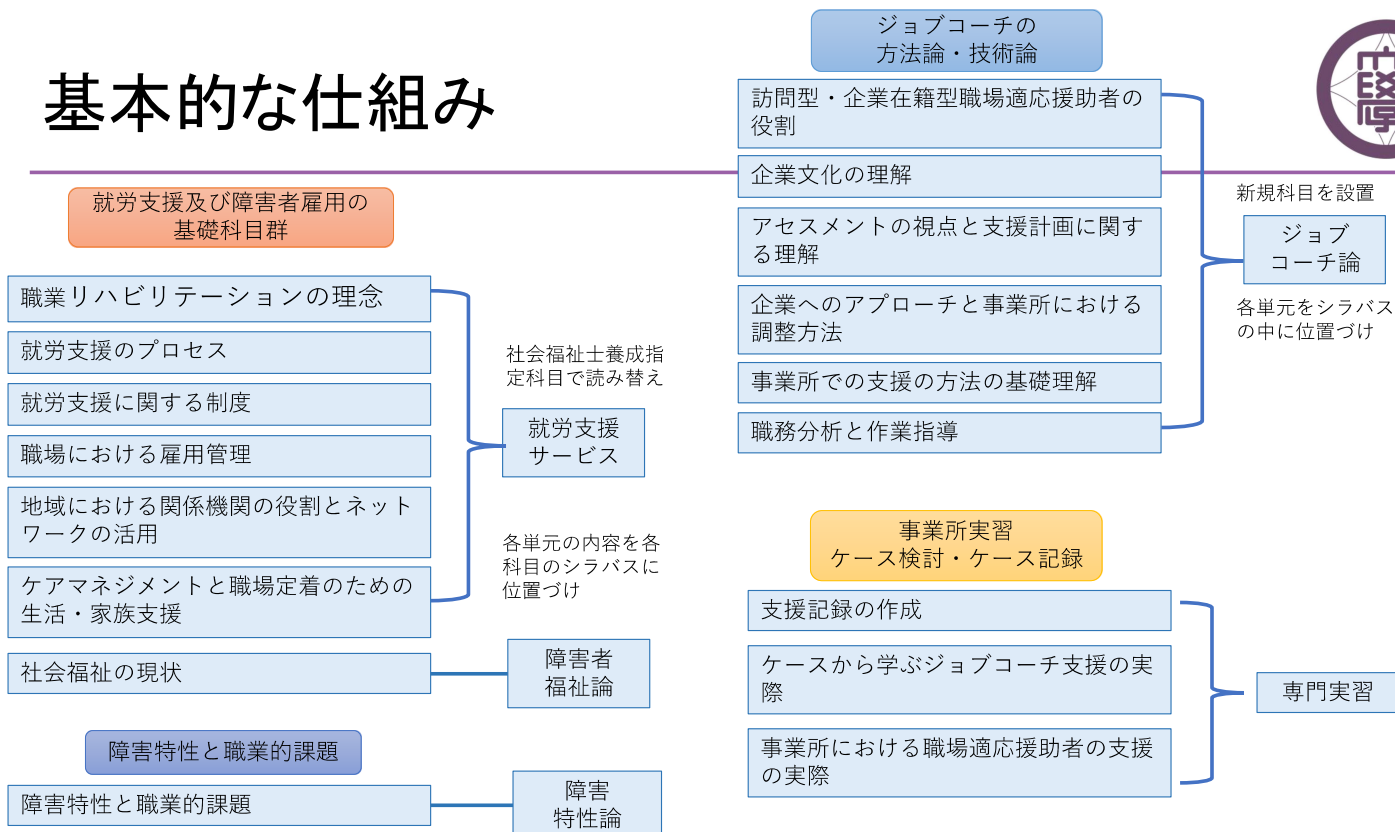 基本的な仕組み
就労支援及び障害者雇用の
基礎科目群
職業リハビリテーションの理念
就労支援のプロセス
就労支援に関する制度
職場における雇用管理
地域における関係機関の役割とネット
ワークの活用
ケアマネジメントと職場定着のための
生活・家族支援
社会福祉の現状
社会福祉士養成指
定科目で読み替え
就労支援
サービス
各単元の内容を各
科目のシラバスに
位置づけ
障害者
福祉論
障害特性と職業的課題
障害特性と職業的課題
障害
特性論
ジョブコーチの
方法論・技術論
訪問型・企業在籍型職場適応援助者の
役割
企業文化の理解
アセスメントの視点と支援計画に関す
る理解
企業へのアプローチと事業所における
調整方法
事業所での支援の方法の基礎理解
職務分析と作業指導
新規科目を設置
ジョブ
コーチ論
各単元をシラバス
の中に位置づけ
事業所実習
ケース検討・ケース記録
支援記録の作成
ケースから学ぶジョブコーチ支援の実
際
事業所における職場適応援助者の支援
の実際
専門実習